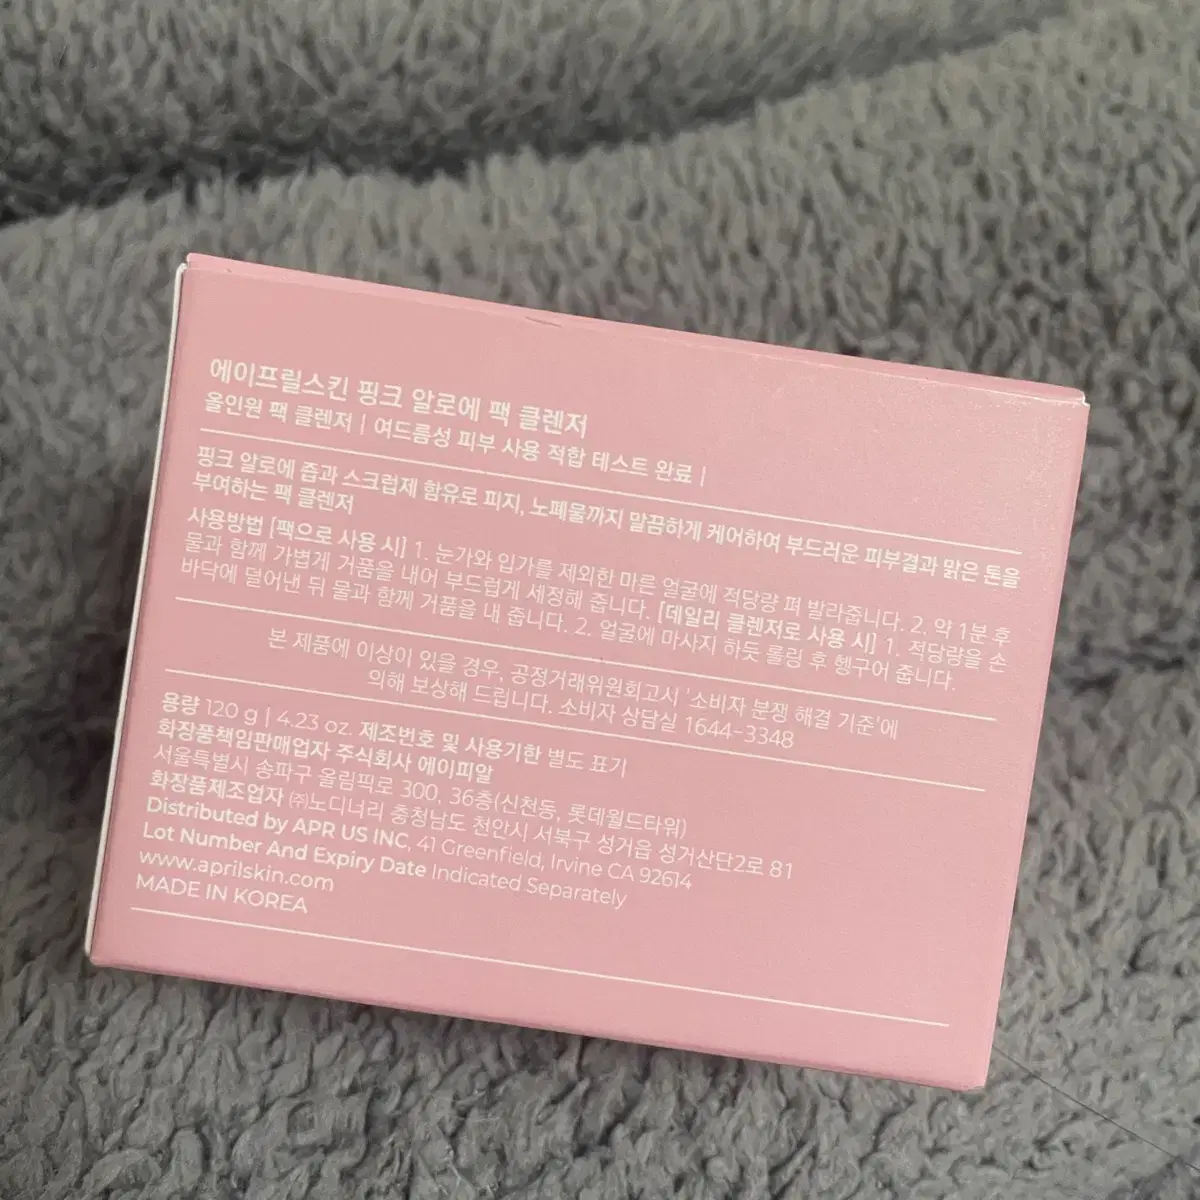 에이프릴스킨 핑크 알로에 팩 클렌저
올인원 팩 클렌저 | 여드름성 피부 사용 적합 테스트 완료 |
핑크 알로에 즙과 스크럽제 함유로 피지, 노폐물까지 말끔하게 케어하여 부드러운 피부결과 맑은 톤을
부여하는 팩 클렌저
사용방법 [팩으로 사용 시] 1. 눈가와 입가를 제외한 마른 얼굴에 적당량 펴 발라줍니다. 2. 약 1분 후
물과 함께 가볍게 거품을 내어 부드럽게 세정해 줍니다. [데일리 클렌저로 사용 시] 1. 적당량을 손
바닥에 덜어낸 뒤 물과 함께 거품을 내 줍니다. 2. 얼굴에 마사지 하듯 롤링 후 헹구어 줍니다.
본 제품에 이상이 있을 경우, 공정거래위원회고시 '소비자 분쟁 해결 기준'에
의해 보상해 드립니다. 소비자 상담실 1644-3348
용량 120 g | 4.23 oz. 제조번호 및 사용기한 별도 표기
화장품책임판매업자 주식회사 에이피알
서울특별시 송파구 올림픽로 300, 36층(신천동, 롯데월드타워)
화장품제조업자 ㈜노디너리 충청남도 천안시 서북구 성거읍 성거산단2로 81
Distributed by APR US INC, 41 Greenfield, Irvine CA 92614
Lot Number And Expiry Date Indicated Separately
www.aprilskin.com
MADE IN KOREA